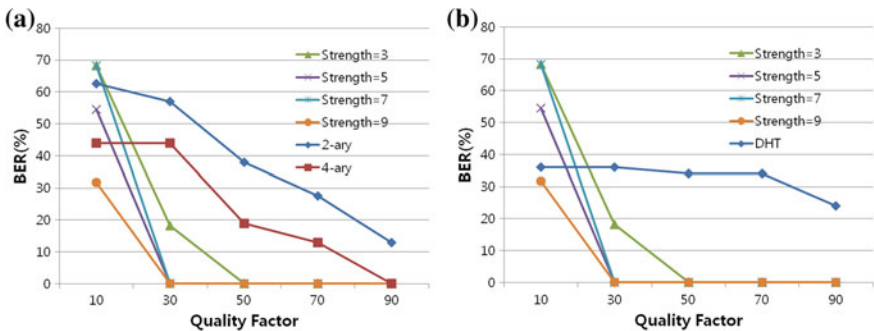 (a)
BER(%)
80
70
60
50
40
30
20
10
0
10 30 50 70 90
Quality Factor
Strength=3
Strength=5
Strength=7
Strength=9
2-ary
4-ary
(b)
BER(%)
80
70
60
50
40
30
20
10
0
10 30 50 70 90
Quality Factor
Strength=3
Strength=5
Strength=7
Strength=9
DHT